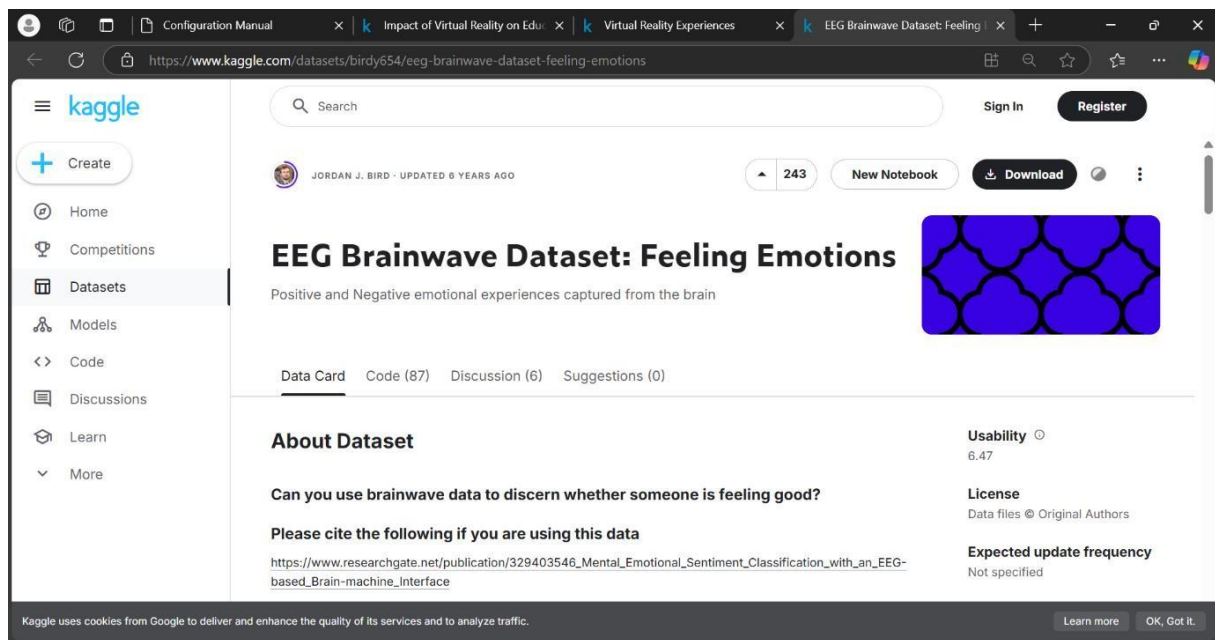 Configuration Manual
Impact of Virtual Reality on Educ
Virtual Reality Experiences
EEG Brainwave Dataset: Feeling
https://www.kaggle.com/datasets/birdy654/eeg-brainwave-dataset-feeling-emotions
kaggle
Search
Sign In
Register
Create
Home
Competitions
Datasets
Models
Code
Discussions
Learn
More
JORDAN J. BIRD · UPDATED 6 YEARS AGO
243
New Notebook
Download
EEG Brainwave Dataset: Feeling Emotions
Positive and Negative emotional experiences captured from the brain
Data Card Code (87) Discussion (6) Suggestions (0)
About Dataset
Can you use brainwave data to discern whether someone is feeling good?
Please cite the following if you are using this data
https://www.researchgate.net/publication/329403546_Mental_Emotional_Sentiment_Classification_with_an_EEG-
based_Brain-machine_Interface
Usability
6.47
License
Data files © Original Authors
Expected update frequency
Not specified
Kaggle uses cookies from Google to deliver and enhance the quality of its services and to analyze traffic.
Learn more
OK, Got it.